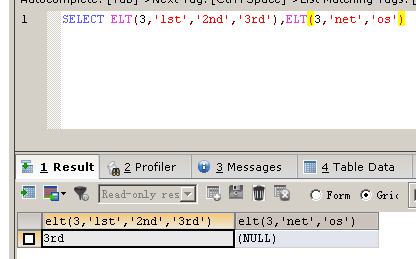 Autocomplete: [Tab]->Next Tag. [Ctrl+Space]->List Matching Tags. [
1 SELECT ELT(3,'lst','2nd','3rd'),ELT(3,'net','os')
1 Result 2 Profiler 3 Messages 4 Table Data
Read-only res Form Gric
elt(3,'lst','2nd','3rd') elt(3,'net','os')
3rd (NULL)